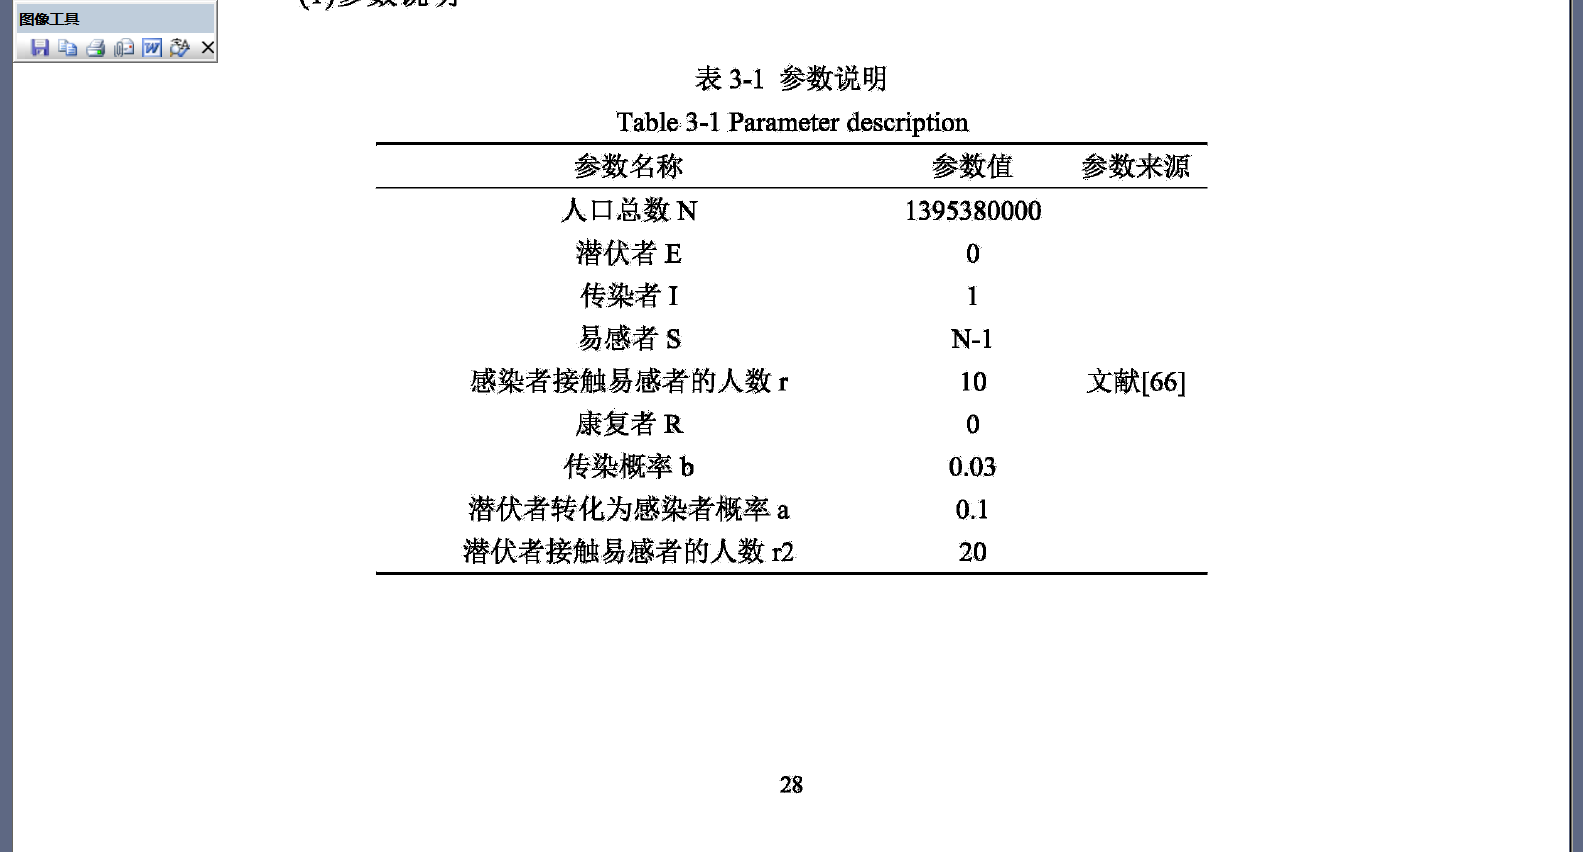 图像工具
(1)参数说明
表 3-1 参数说明
Table 3-1 Parameter description
参数名称 参数值 参数来源
人口总数 N 1395380000
潜伏者 E 0
传染者 I 1
易感者 S N-1
感染者接触易感者的人数 r 10 文献[66]
康复者 R 0
传染概率 b 0.03
潜伏者转化为感染者概率 a 0.1
潜伏者接触易感者的人数 r2 20
28